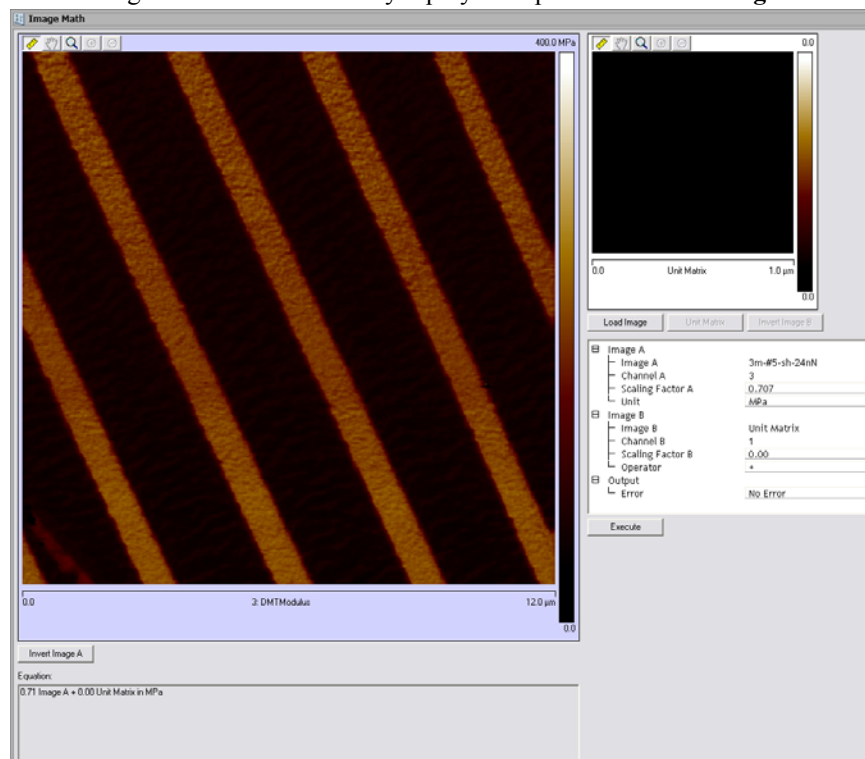 Image Math
400.0 MPa
0.0 3: DMTModulus 12.0 µm
0.0
Invert Image A
Equation:
0.71 Image A + 0.00 Unit Matrix in MPa
0.0
0.0 Unit Matrix 1.0 µm
0.0
Load Image Unit Matrix Invert Image B
Image A
Image A 3m-#5-sh-24nN
Channel A 3
Scaling Factor A 0.707
Unit MPa
Image B
Image B Unit Matrix
Channel B 1
Scaling Factor B 0.00
Operator +
Output
Error No Error
Execute